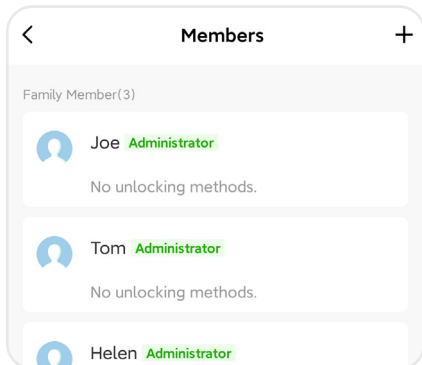 Members
Family Member(3)
Joe Administrator
No unlocking methods.
Tom Administrator
No unlocking methods.
Helen Administrator